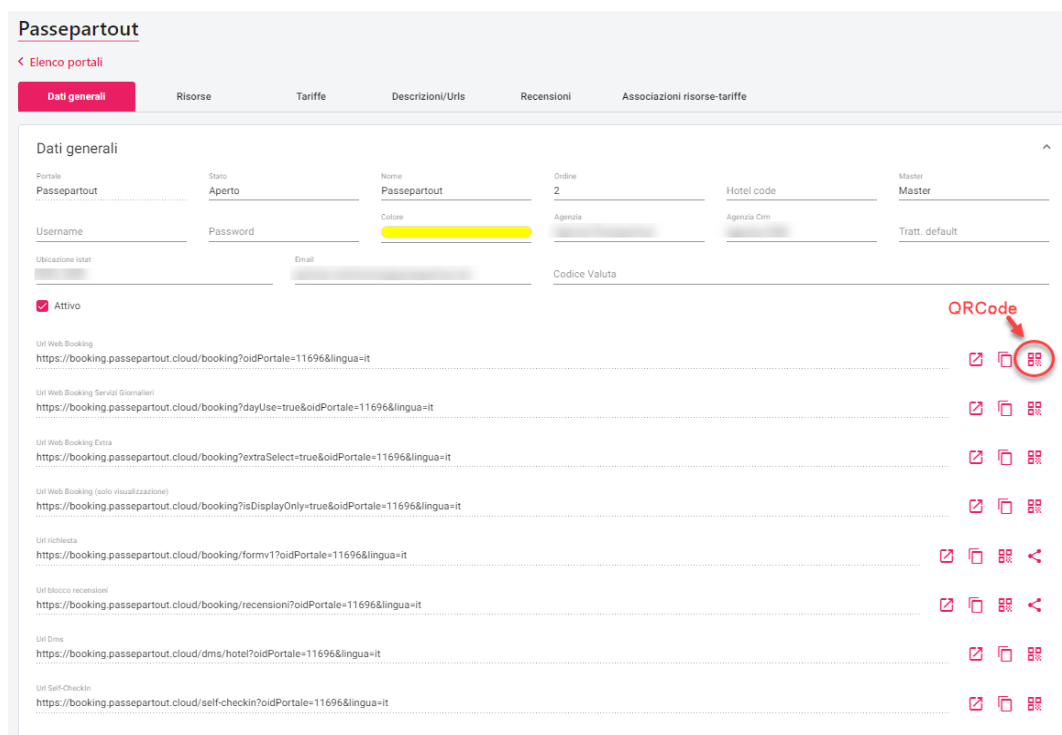 Passepartout
Elenco portali
Dati generali Risorse Tariffe Descrizioni/Urls Recensioni Associazioni risorse-tariffe
Dati generali
Portale Stato Nome Ordine Master
Passepartout Aperto Passepartout 2 Hotel code Master
Colore Agenzia Agenzia Crm
Username Password Tratt. default
Ubicazione istat Email
Codice Valuta
Attivo
QRCode
Url Web Booking
https://booking.passepartout.cloud/booking?oidPortale=11696&lingua=it
Url Web Booking Servizi Giornalieri
https://booking.passepartout.cloud/booking?dayUse=true&oidPortale=11696&lingua=it
Url Web Booking Extra
https://booking.passepartout.cloud/booking?extraSelect=true&oidPortale=11696&lingua=it
Url Web Booking (solo visualizzazione)
https://booking.passepartout.cloud/booking?isDisplayOnly=true&oidPortale=11696&lingua=it
Url richiesta
https://booking.passepartout.cloud/booking/formv1?oidPortale=11696&lingua=it
Url blocco recensioni
https://booking.passepartout.cloud/booking/recensioni?oidPortale=11696&lingua=it
Url Dms
https://booking.passepartout.cloud/dms/hotel?oidPortale=11696&lingua=it
Url Self-CheckIn
https://booking.passepartout.cloud/self-checkin?oidPortale=11696&lingua=it